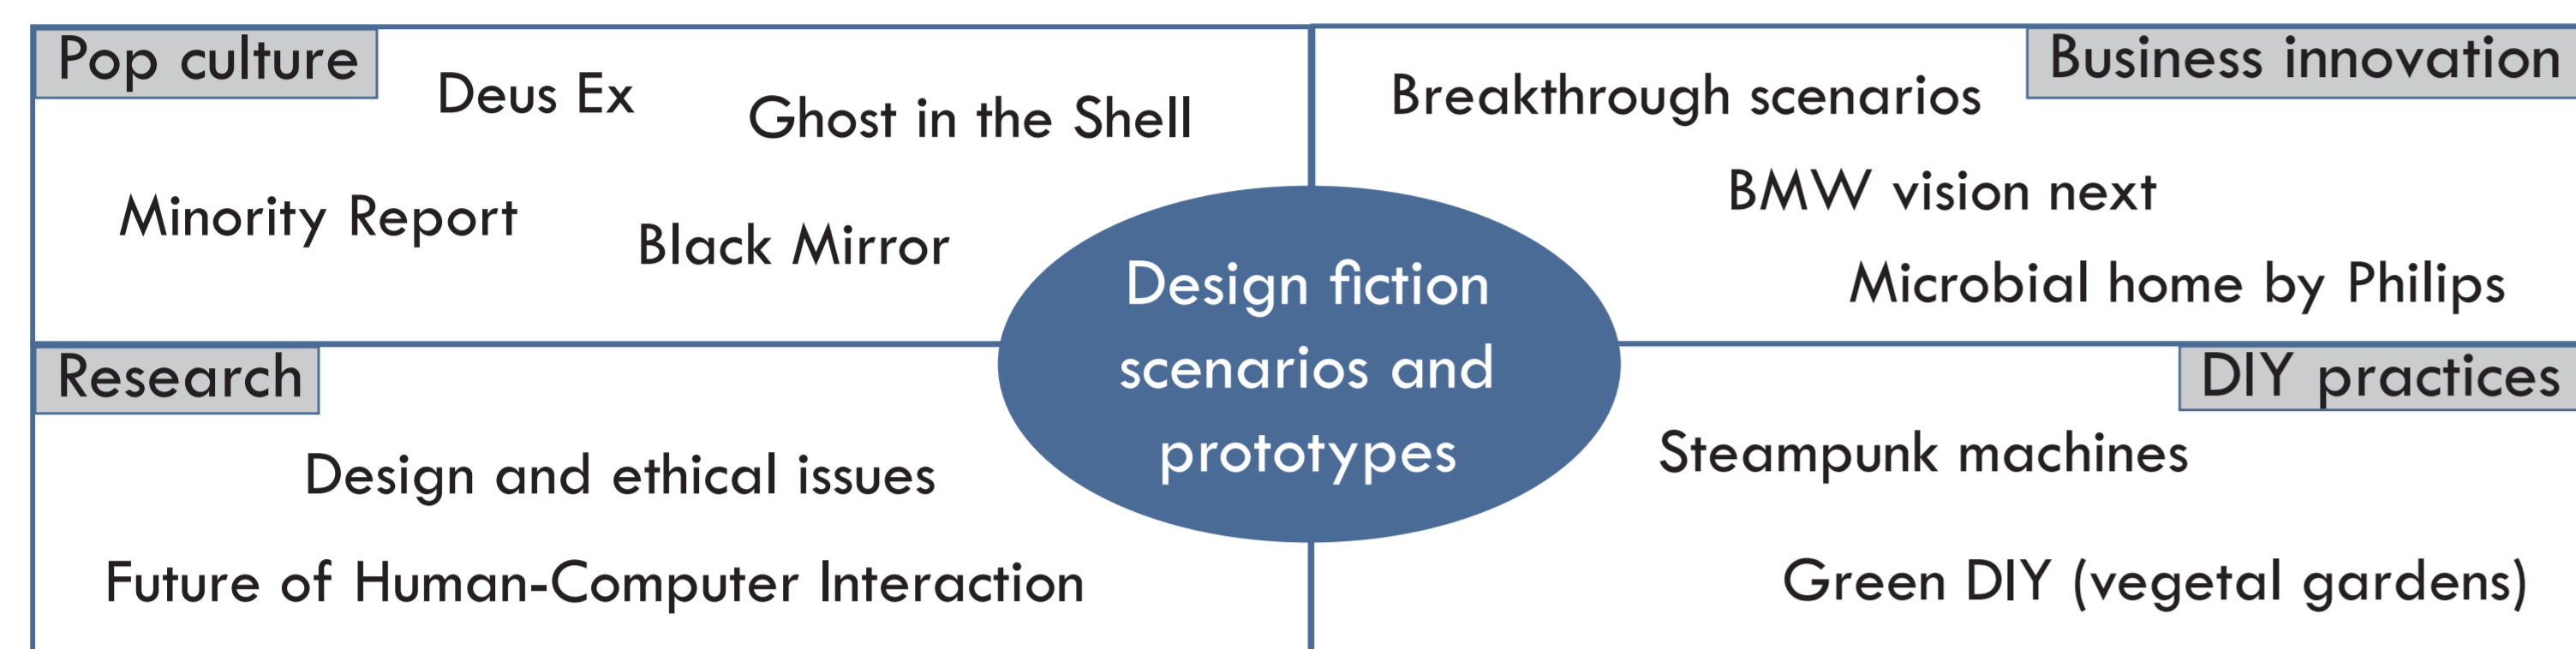 Pop culture
Deus Ex
Ghost in the Shell
Minority Report
Black Mirror
Business innovation
Breakthrough scenarios
BMW vision next
Microbial home by Philips
Design fiction
scenarios and
prototypes
Research
Design and ethical issues
Future of Human-Computer Interaction
DIY practices
Steampunk machines
Green DIY (vegetal gardens)